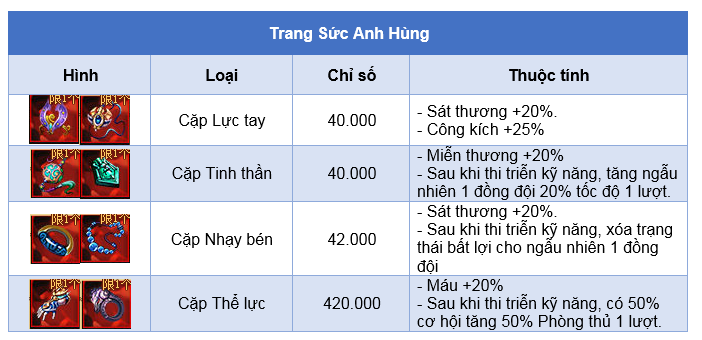 Trang Sức Anh Hùng
Hình Loại Chỉ số Thuộc tính
限1个 限1个 Cặp Lực tay 40.000
- Sát thương +20%.
- Công kích +25%
限1个 限1个 Cặp Tinh thần 40.000
- Miễn thương +20%
- Sau khi thi triển kỹ năng, tăng ngẫu
nhiên 1 đồng đội 20% tốc độ 1 lượt.
限1个 限1个 Cặp Nhạy bén 42.000
- Sát thương +20%.
- Sau khi thi triển kỹ năng, xóa trạng
thái bất lợi cho ngẫu nhiên 1 đồng
đội
限1个 限1个 Cặp Thể lực 420.000
- Máu +20%
- Sau khi thi triển kỹ năng, có 50%
cơ hội tăng 50% Phòng thủ 1 lượt.